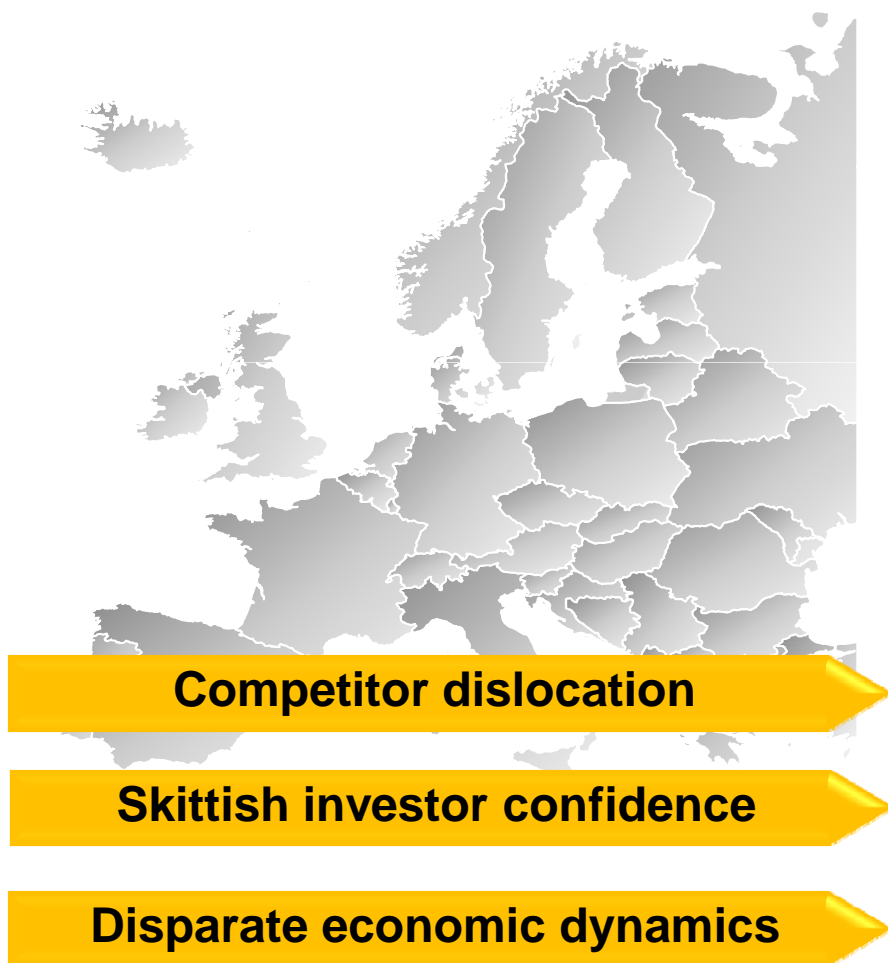 Competitor dislocation
Skittish investor confidence
Disparate economic dynamics